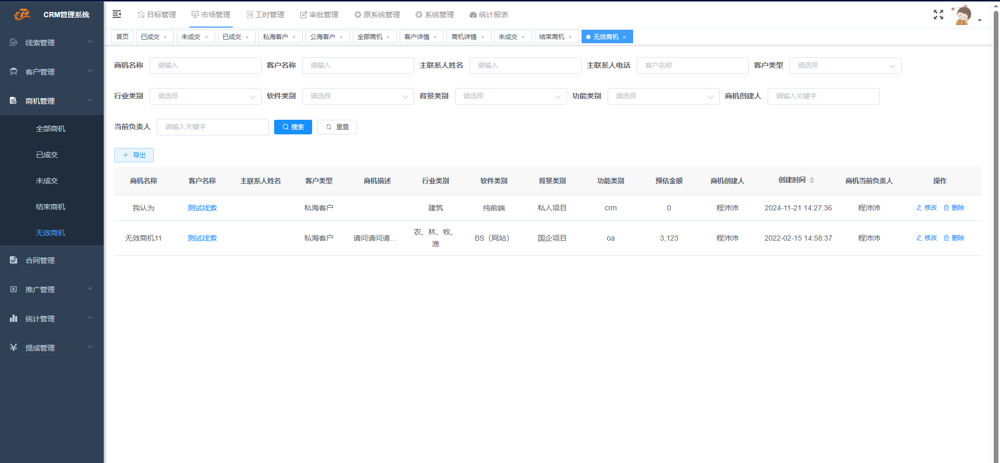 CRM管理系统
目标管理 市场管理 工时管理 审批管理 原系统管理 系统管理 统计报表
首页 已成交 × 未成交 × 已成交 × 私海客户 × 公海客户 × 全部商机 × 客户详情 × 商机详情 × 未成交 × 结束商机 × 无效商机 ×
线索管理
客户管理
商机管理
全部商机
已成交
未成交
结束商机
无效商机
合同管理
推广管理
统计管理
提成管理
商机名称 请输入 客户名称 请输入 主联系人姓名 请输入 主联系人电话 客户名称 客户类型 请选择
行业类别 请选择 软件类别 请选择 背景类别 请选择 功能类别 请选择 商机创建人 请输入关键字
当前负责人 请输入关键字 搜索 重置
导出
商机名称 客户名称 主联系人姓名 客户类型 商机描述 行业类别 软件类别 背景类别 功能类别 预估金额 商机创建人 创建时间 商机当前负责人 操作
我认为 测试线索 私海客户 建筑 纯前端 私人项目 crm 0 程沛沛 2024-11-21 14:27:36 程沛沛 修改 删除
无效商机11 测试线索 私海客户 请问请问请… 农、林、牧、 BS（网站） 国企项目 oa 3,123 程沛沛 2022-02-15 14:58:37 程沛沛 修改 删除
渔